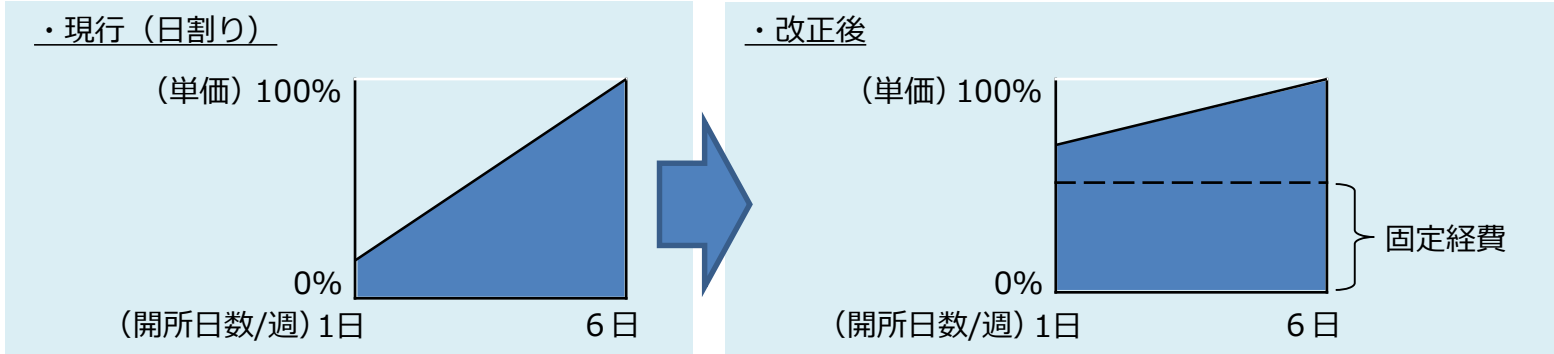 ・現行（日割り）
（単価）100%
0%
（開所日数/週）1日
６日
・改正後
（単価）100%
固定経費
0%
（開所日数/週）1日
６日